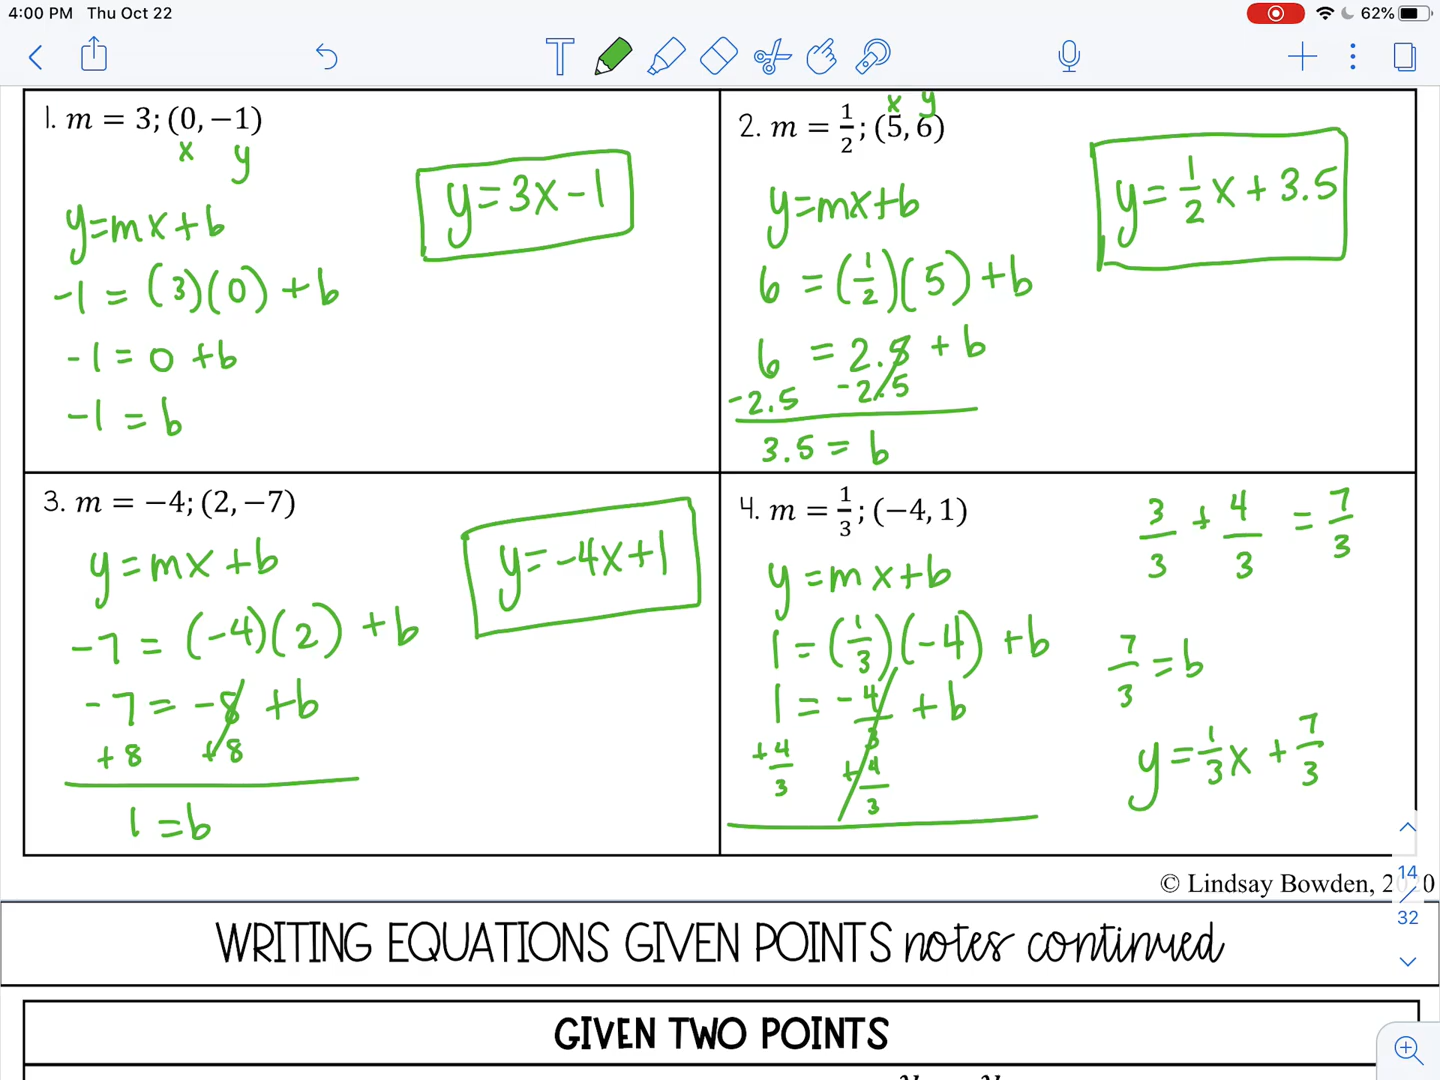 4:00 PM Thu Oct 22
62%
1. m = 3; (0, −1)
x y
y=mx+b
-1 = (3)(0) +b
-1 = 0 +b
-1 = b
y=3x-1
2. m = 1/2; (5, 6)
x y
y=mx+b
6 = (1/2)(5) +b
6 = 2.5 + b
-2.5 -2.5
3.5 = b
y=1/2x+3.5
3. m = −4; (2, −7)
y=mx+b
-7 = (-4)(2) +b
-7 = -8 +b
+8 +8
1 =b
y=-4x+1
4. m = 1/3; (−4, 1)
y=mx+b
1 = (1/3)(-4) +b
1 = -4/3 +b
+4/3 +4/3
3/3 + 4/3 = 7/3
7/3 =b
y=1/3x+7/3
© Lindsay Bowden, 2020
14/32
WRITING EQUATIONS GIVEN POINTS notes continued
GIVEN TWO POINTS